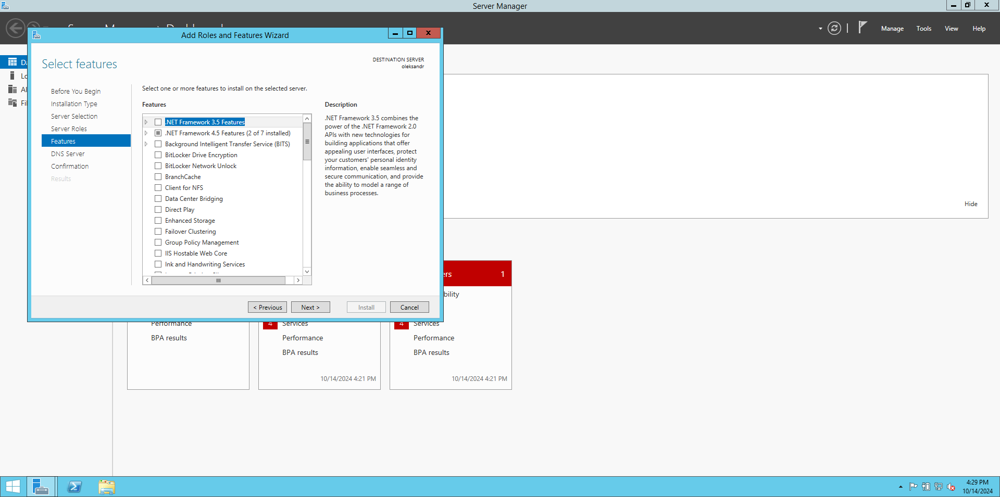 Server Manager
Manage
Tools
View
Help
Add Roles and Features Wizard
Select features
DESTINATION SERVER
oleksandr
Before You Begin
Installation Type
Server Selection
Server Roles
Features
DNS Server
Confirmation
Results
Select one or more features to install on the selected server.
Features
.NET Framework 3.5 Features
.NET Framework 4.5 Features (2 of 7 installed)
Background Intelligent Transfer Service (BITS)
BitLocker Drive Encryption
BitLocker Network Unlock
BranchCache
Client for NFS
Data Center Bridging
Direct Play
Enhanced Storage
Failover Clustering
Group Policy Management
IIS Hostable Web Core
Ink and Handwriting Services
Description
.NET Framework 3.5 combines the
power of the .NET Framework 2.0
APIs with new technologies for
building applications that offer
appealing user interfaces, protect
your customers' personal identity
information, enable seamless and
secure communication, and provide
the ability to model a range of
business processes.
< Previous
Next >
Install
Cancel
Hide
ers 1
bility
Performance
BPA results
4 Services
Performance
BPA results
10/14/2024 4:21 PM
4 Services
Performance
BPA results
10/14/2024 4:21 PM
4:29 PM
10/14/2024